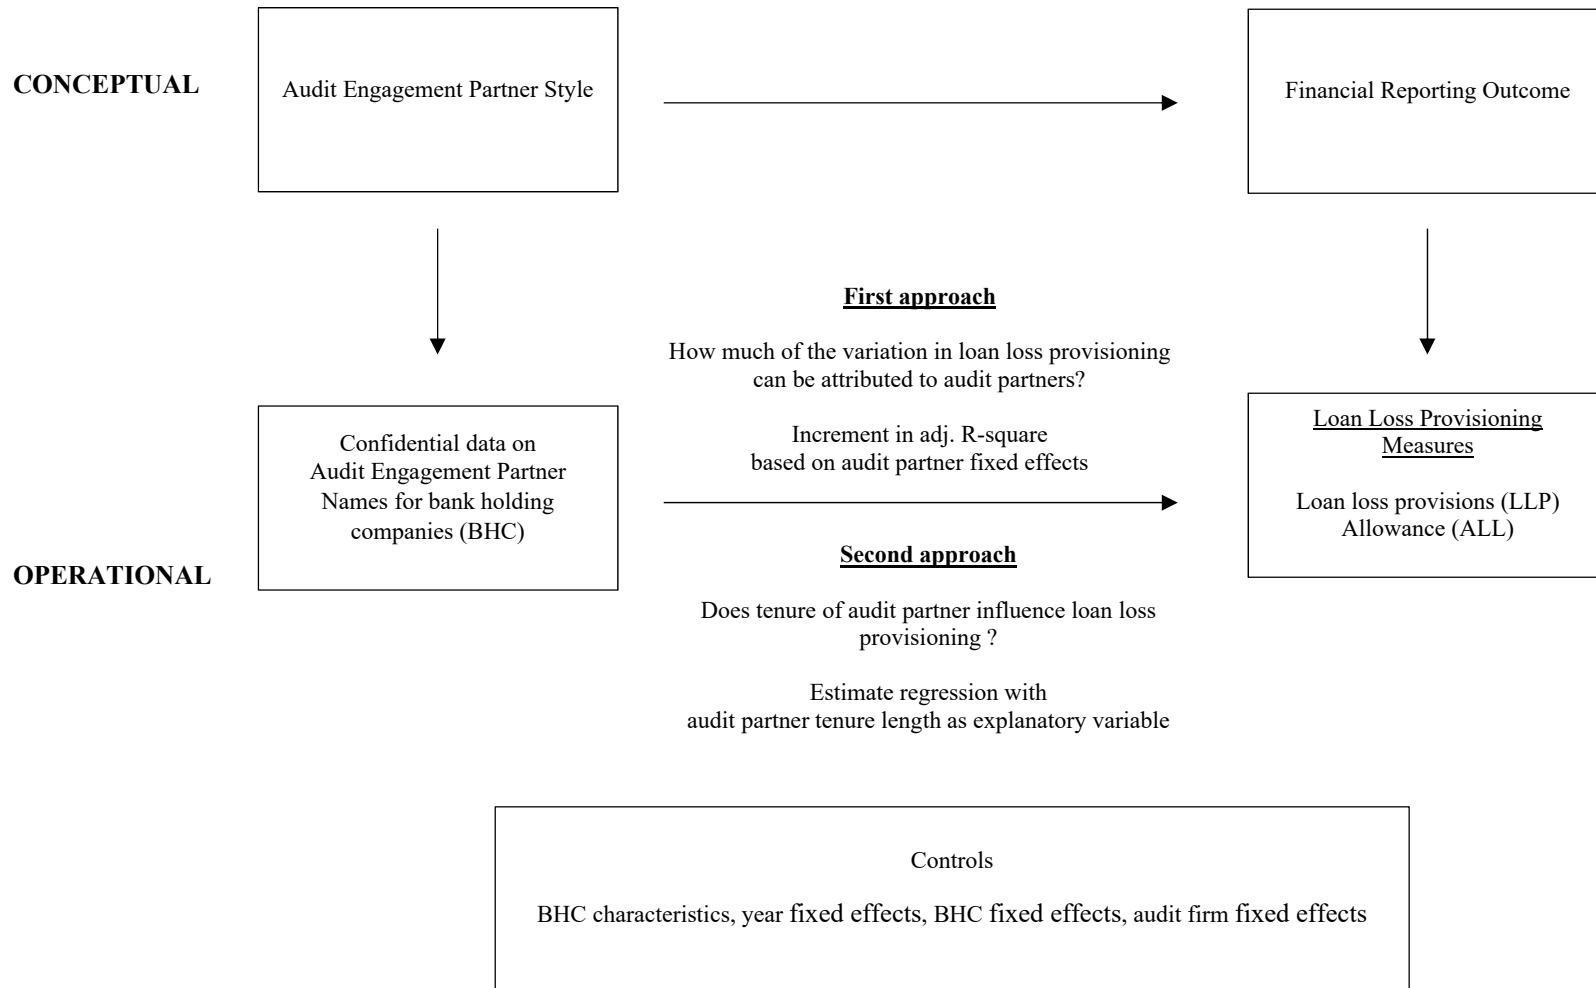 CONCEPTUAL
Audit Engagement Partner Style
Financial Reporting Outcome
First approach
How much of the variation in loan loss provisioning
can be attributed to audit partners?
Increment in adj. R-square
based on audit partner fixed effects
Confidential data on
Audit Engagement Partner
Names for bank holding
companies (BHC)
Loan Loss Provisioning
Measures
Loan loss provisions (LLP)
Allowance (ALL)
OPERATIONAL
Second approach
Does tenure of audit partner influence loan loss
provisioning ?
Estimate regression with
audit partner tenure length as explanatory variable
Controls
BHC characteristics, year fixed effects, BHC fixed effects, audit firm fixed effects